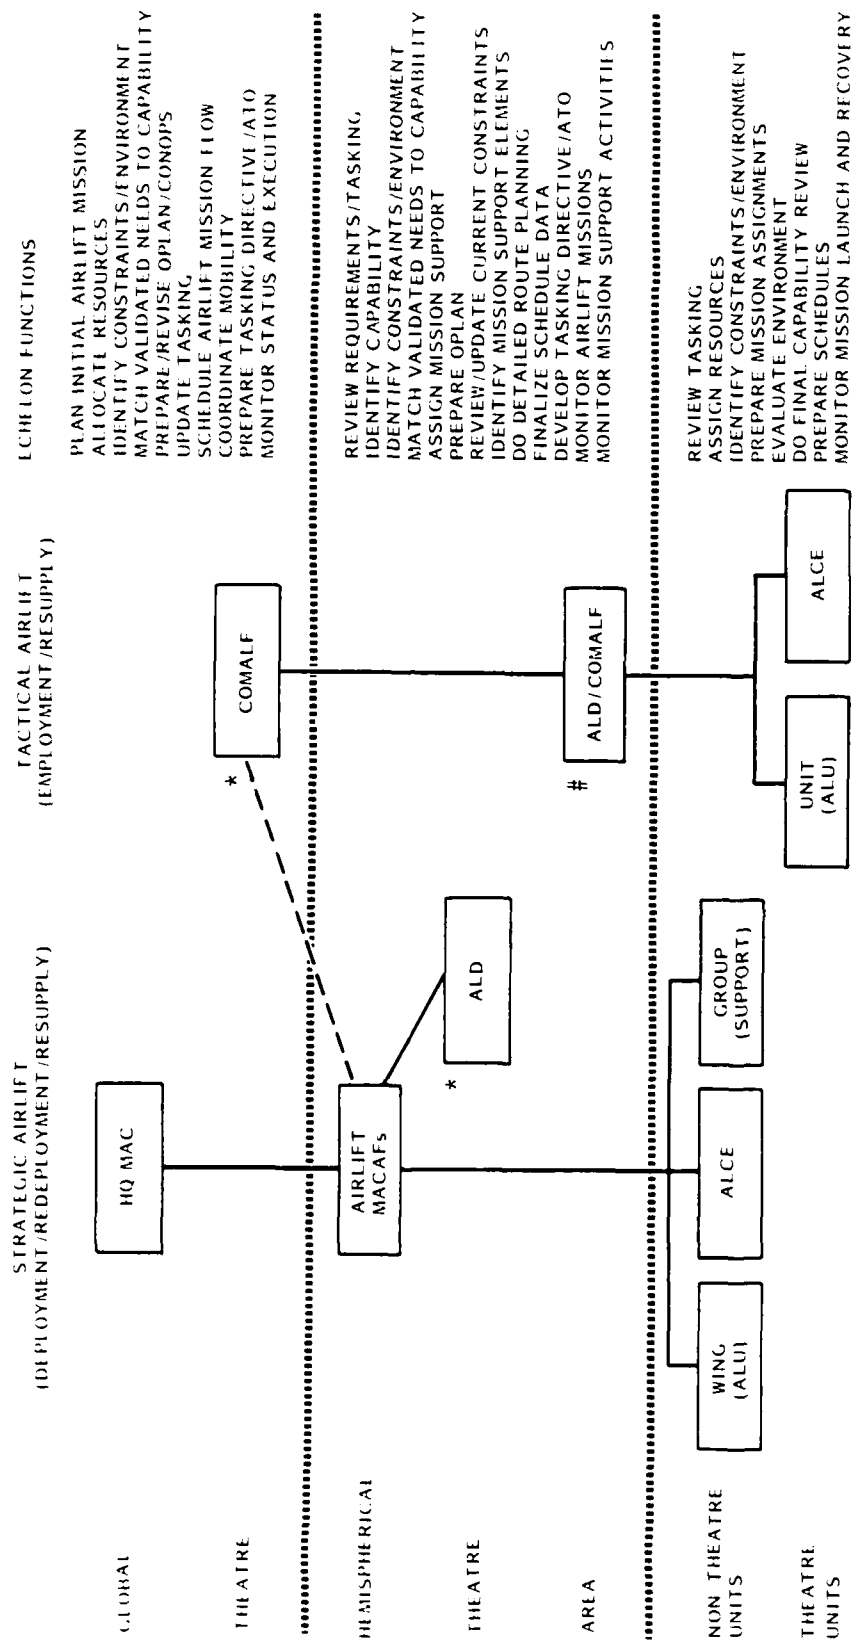 STRATEGIC AIRLIFT
(DEPLOYMENT/REDEPLOYMENT/RESUPPLY)
TACTICAL AIRLIFT
(EMPLOYMENT/RESUPPLY)
ECHELON FUNCTIONS
GLOBAL
HQ MAC
THEATRE
*
COMALF
PLAN INITIAL AIRLIFT MISSION
ALLOCATE RESOURCES
IDENTIFY CONSTRAINTS/ENVIRONMENT
MATCH VALIDATED NEEDS TO CAPABILITY
PREPARE/REVISE OPLAN/CONOPS
UPDATE TASKING
SCHEDULE AIRLIFT MISSION FLOW
COORDINATE MOBILITY
PREPARE TASKING DIRECTIVE/ATO
MONITOR STATUS AND EXECUTION
HEMISPHERICAL
AIRLIFT
MACAFs
THEATRE
*
ALD
AREA
#
ALD/COMALF
REVIEW REQUIREMENTS/TASKING
IDENTIFY CAPABILITY
IDENTIFY CONSTRAINTS/ENVIRONMENT
MATCH VALIDATED NEEDS TO CAPABILITY
ASSIGN MISSION SUPPORT
PREPARE OPLAN
REVIEW/UPDATE CURRENT CONSTRAINTS
IDENTIFY MISSION SUPPORT ELEMENTS
DO DETAILED ROUTE PLANNING
FINALIZE SCHEDULE DATA
DEVELOP TASKING DIRECTIVE/ATO
MONITOR AIRLIFT MISSIONS
MONITOR MISSION SUPPORT ACTIVITIES
NON THEATRE
UNITS
WING
(ALU)
ALCE
GROUP
(SUPPORT)
THEATRE
UNITS
UNIT
(ALU)
ALCE
REVIEW TASKING
ASSIGN RESOURCES
IDENTIFY CONSTRAINTS/ENVIRONMENT
PREPARE MISSION ASSIGNMENTS
EVALUATE ENVIRONMENT
DO FINAL CAPABILITY REVIEW
PREPARE SCHEDULES
MONITOR MISSION LAUNCH AND RECOVERY